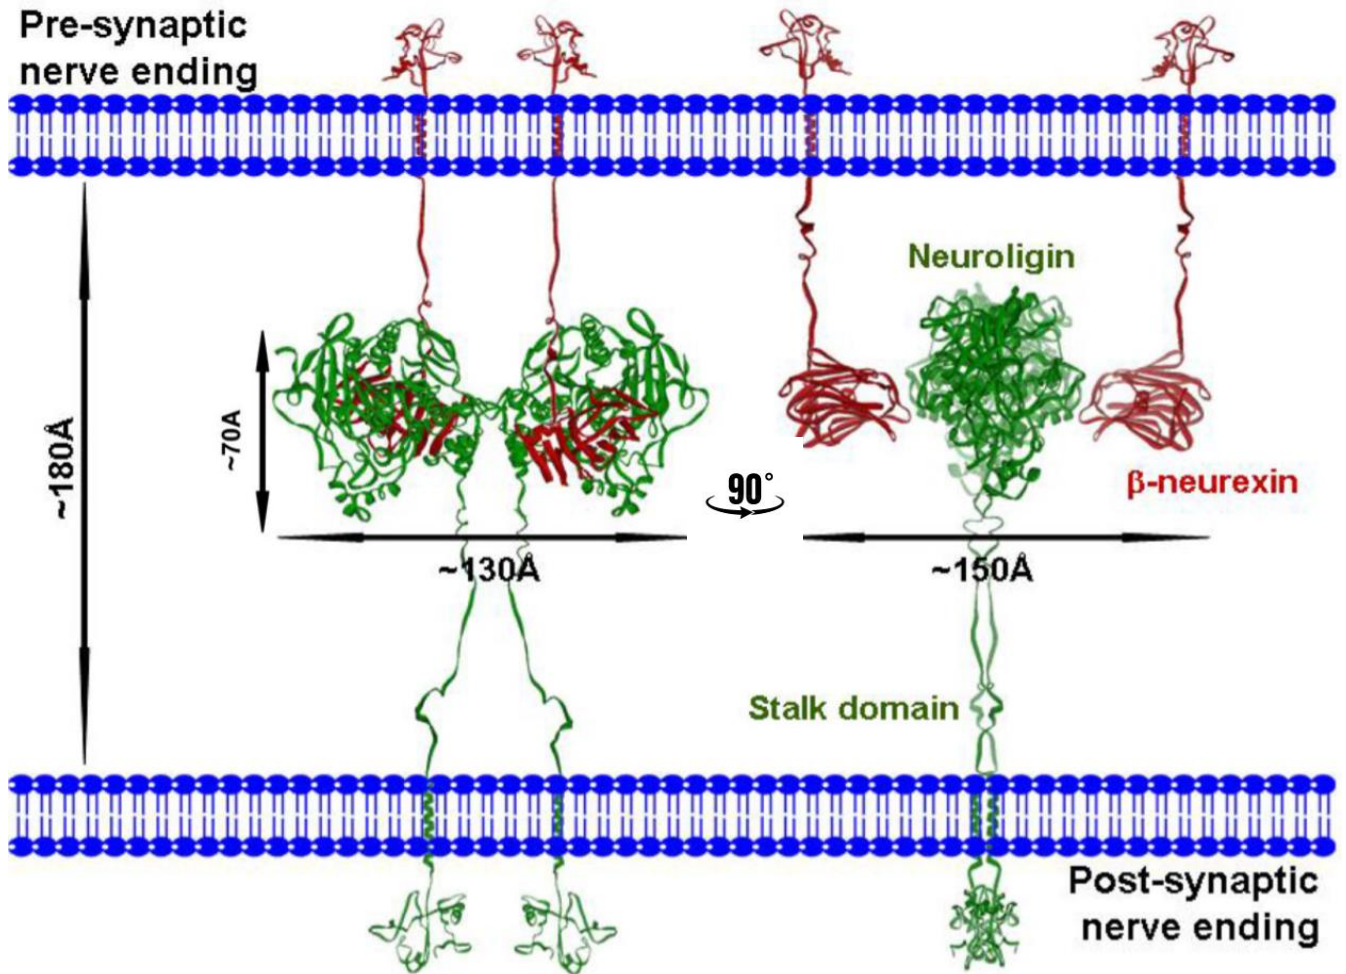 Pre-synaptic
nerve ending
Neuroligin
~180Å
~70A
90°
β-neurexin
~130Å
~150Å
Stalk domain
Post-synaptic
nerve ending